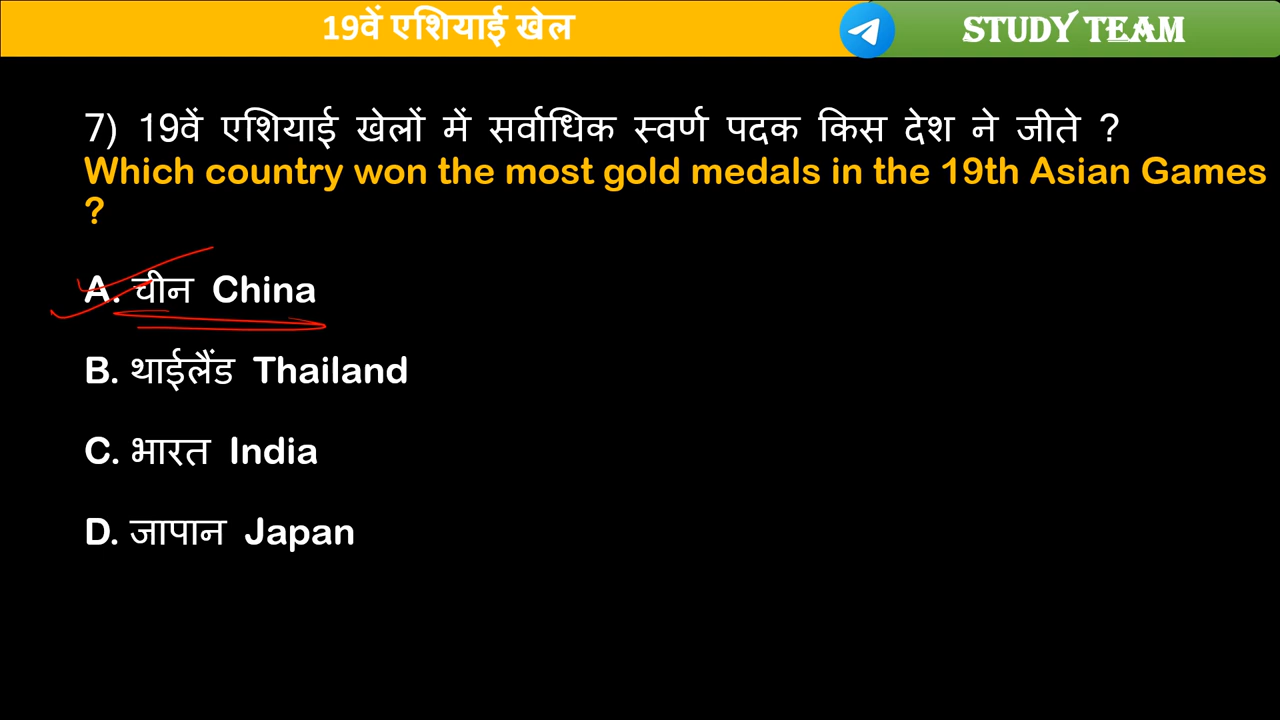 19वें एशियाई खेल
STUDY TEAM
7) 19वें एशियाई खेलों में सर्वाधिक स्वर्ण पदक किस देश ने जीते ?
Which country won the most gold medals in the 19th Asian Games
?
A. चीन China
B. थाईलैंड Thailand
C. भारत India
D. जापान Japan